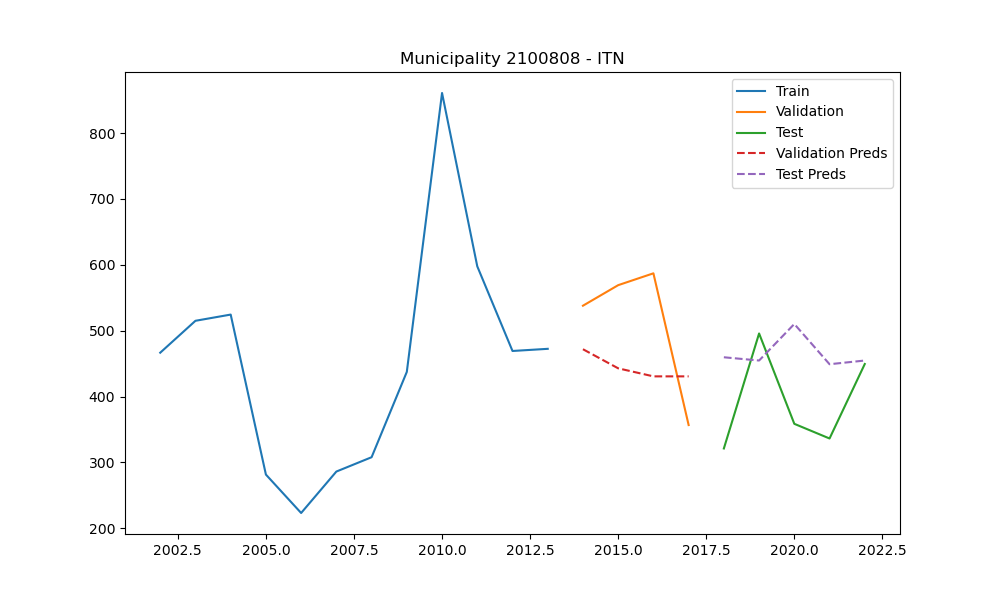 Municipality 2100808 - ITN
Train
Validation
Test
Validation Preds
Test Preds
800
700
600
500
400
300
200
2002.5 2005.0 2007.5 2010.0 2012.5 2015.0 2017.5 2020.0 2022.5